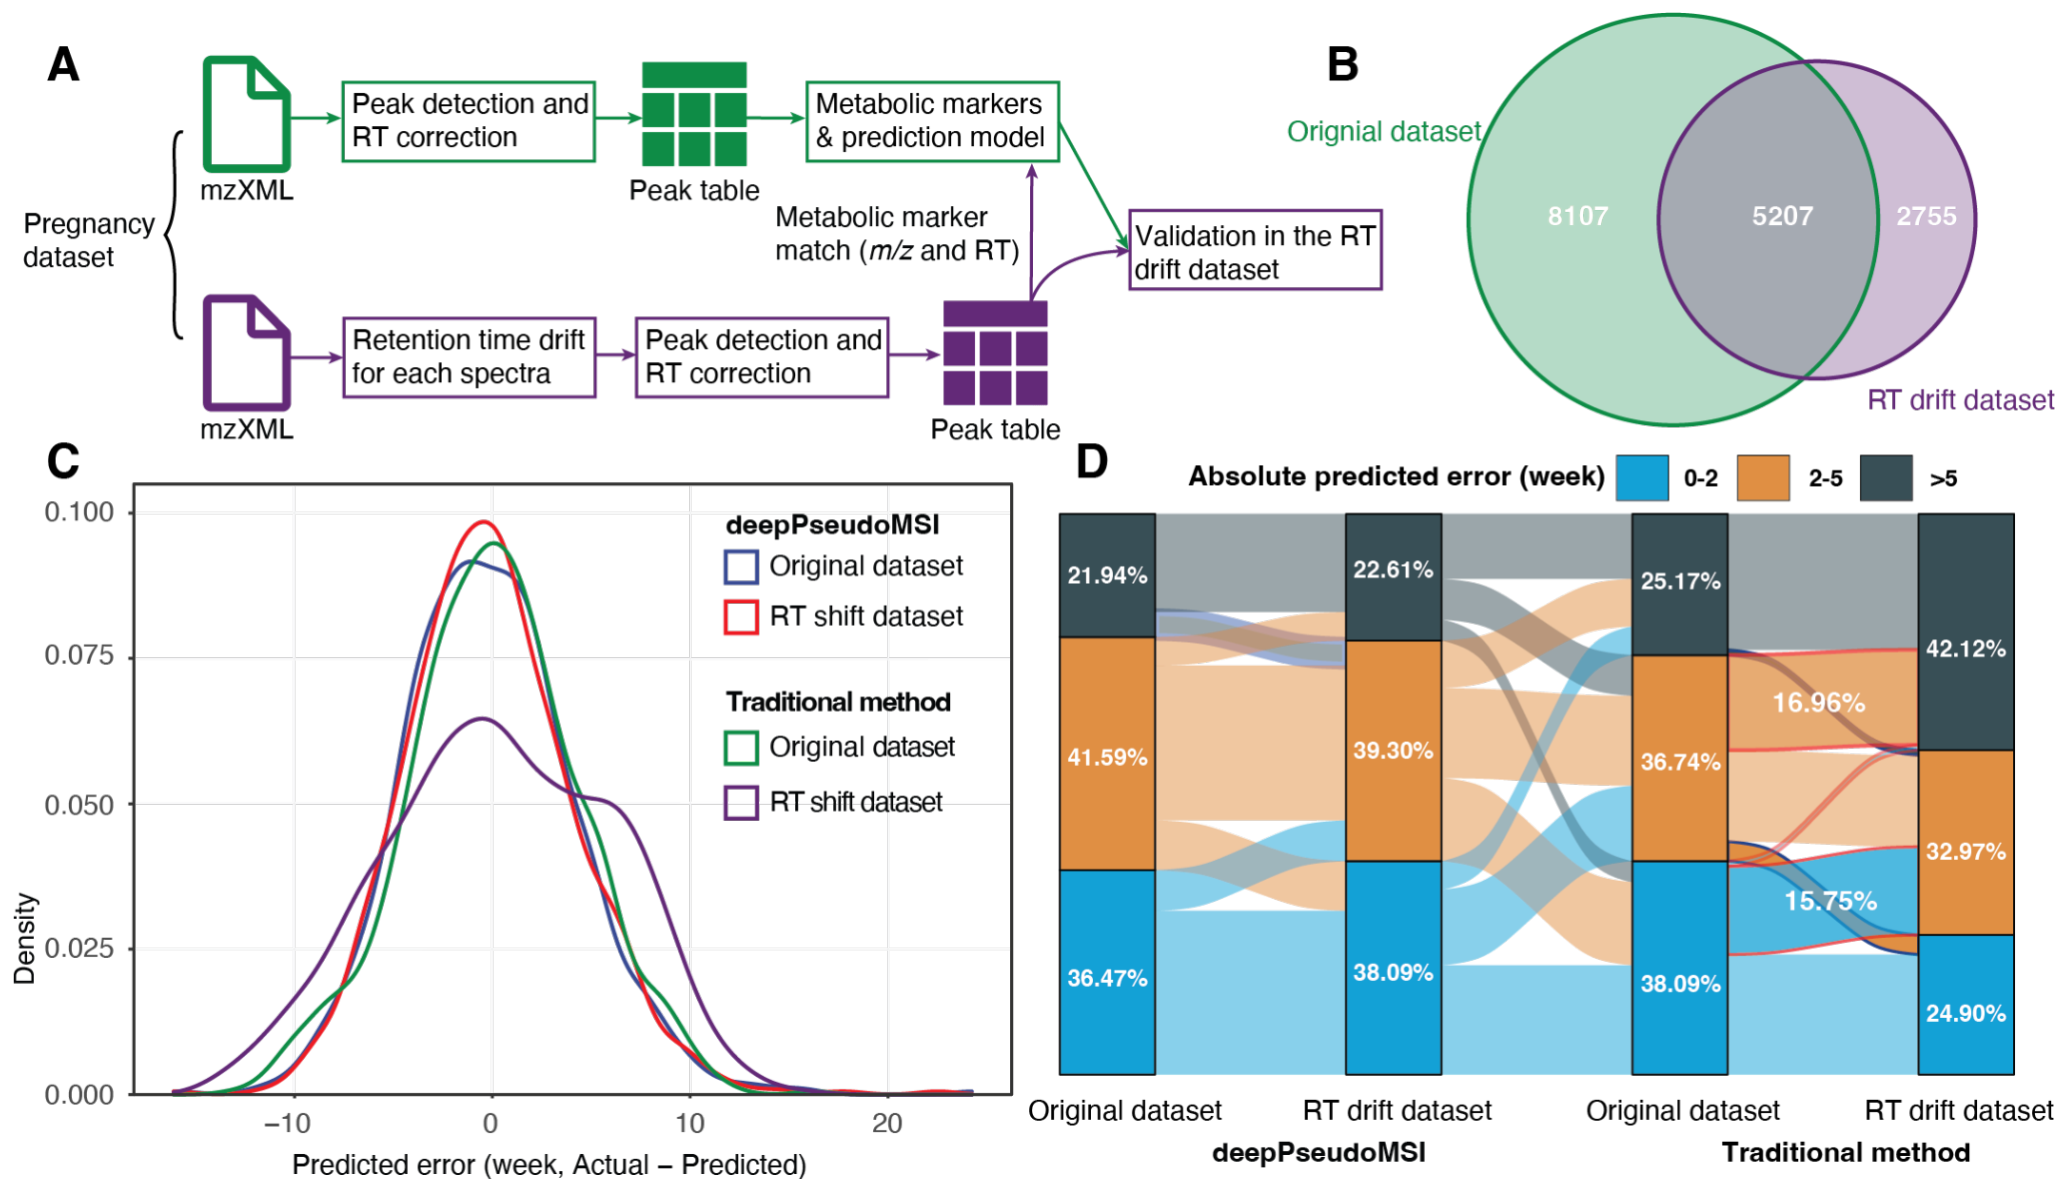 A
mzXML
Peak detection and
RT correction
Peak table
Metabolic markers
& prediction model
Pregnancy
dataset
Metabolic marker
match (m/z and RT)
Validation in the RT
drift dataset
mzXML
Retention time drift
for each spectra
Peak detection and
RT correction
Peak table
B
Orignial dataset
8107
5207
2755
RT drift dataset
C
0.100
0.075
0.050
0.025
0.000
Density
−10
0
10
20
Predicted error (week, Actual − Predicted)
deepPseudoMSI
Original dataset
RT shift dataset
Traditional method
Original dataset
RT shift dataset
D
Absolute predicted error (week)
0-2
2-5
>5
21.94%
41.59%
36.47%
22.61%
39.30%
38.09%
25.17%
36.74%
38.09%
16.96%
15.75%
42.12%
32.97%
24.90%
Original dataset
RT drift dataset
Original dataset
RT drift dataset
deepPseudoMSI
Traditional method